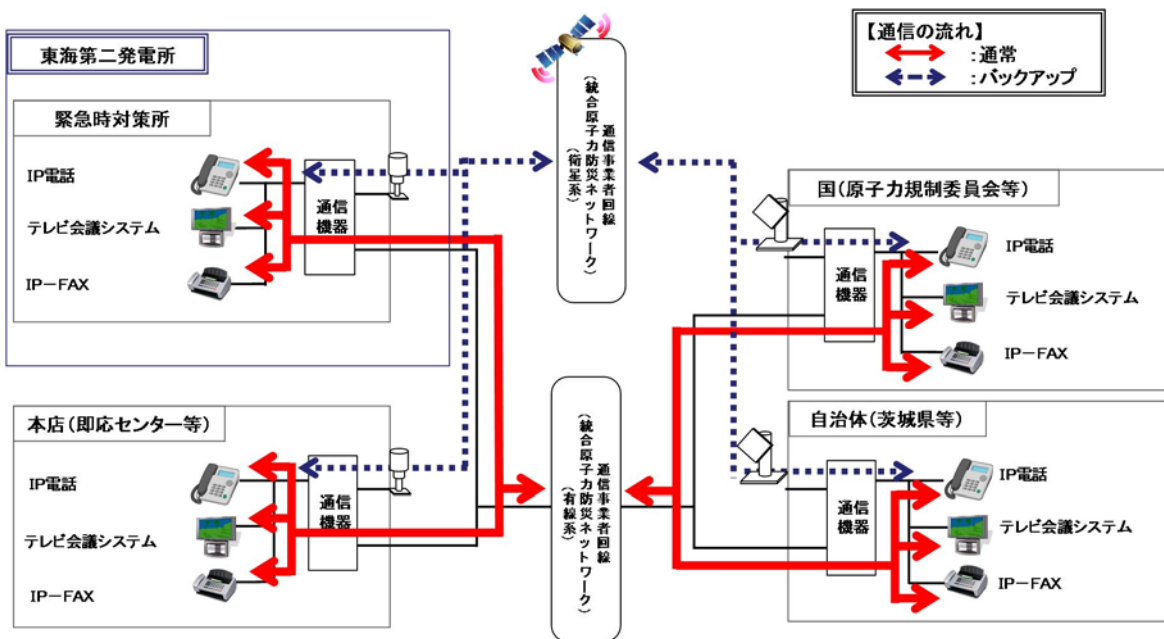 東海第二発電所
緊急時対策所
IP電話
テレビ会議システム
IP-FAX
通信
機器
本店(即応センター等)
IP電話
テレビ会議システム
IP-FAX
通信
機器
通信事業者回線
(統合原子力防災ネットワーク)
(衛星系)
通信事業者回線
(統合原子力防災ネットワーク)
(有線系)
【通信の流れ】
:通常
:バックアップ
国(原子力規制委員会等)
通信
機器
IP電話
テレビ会議システム
IP-FAX
自治体(茨城県等)
通信
機器
IP電話
テレビ会議システム
IP-FAX